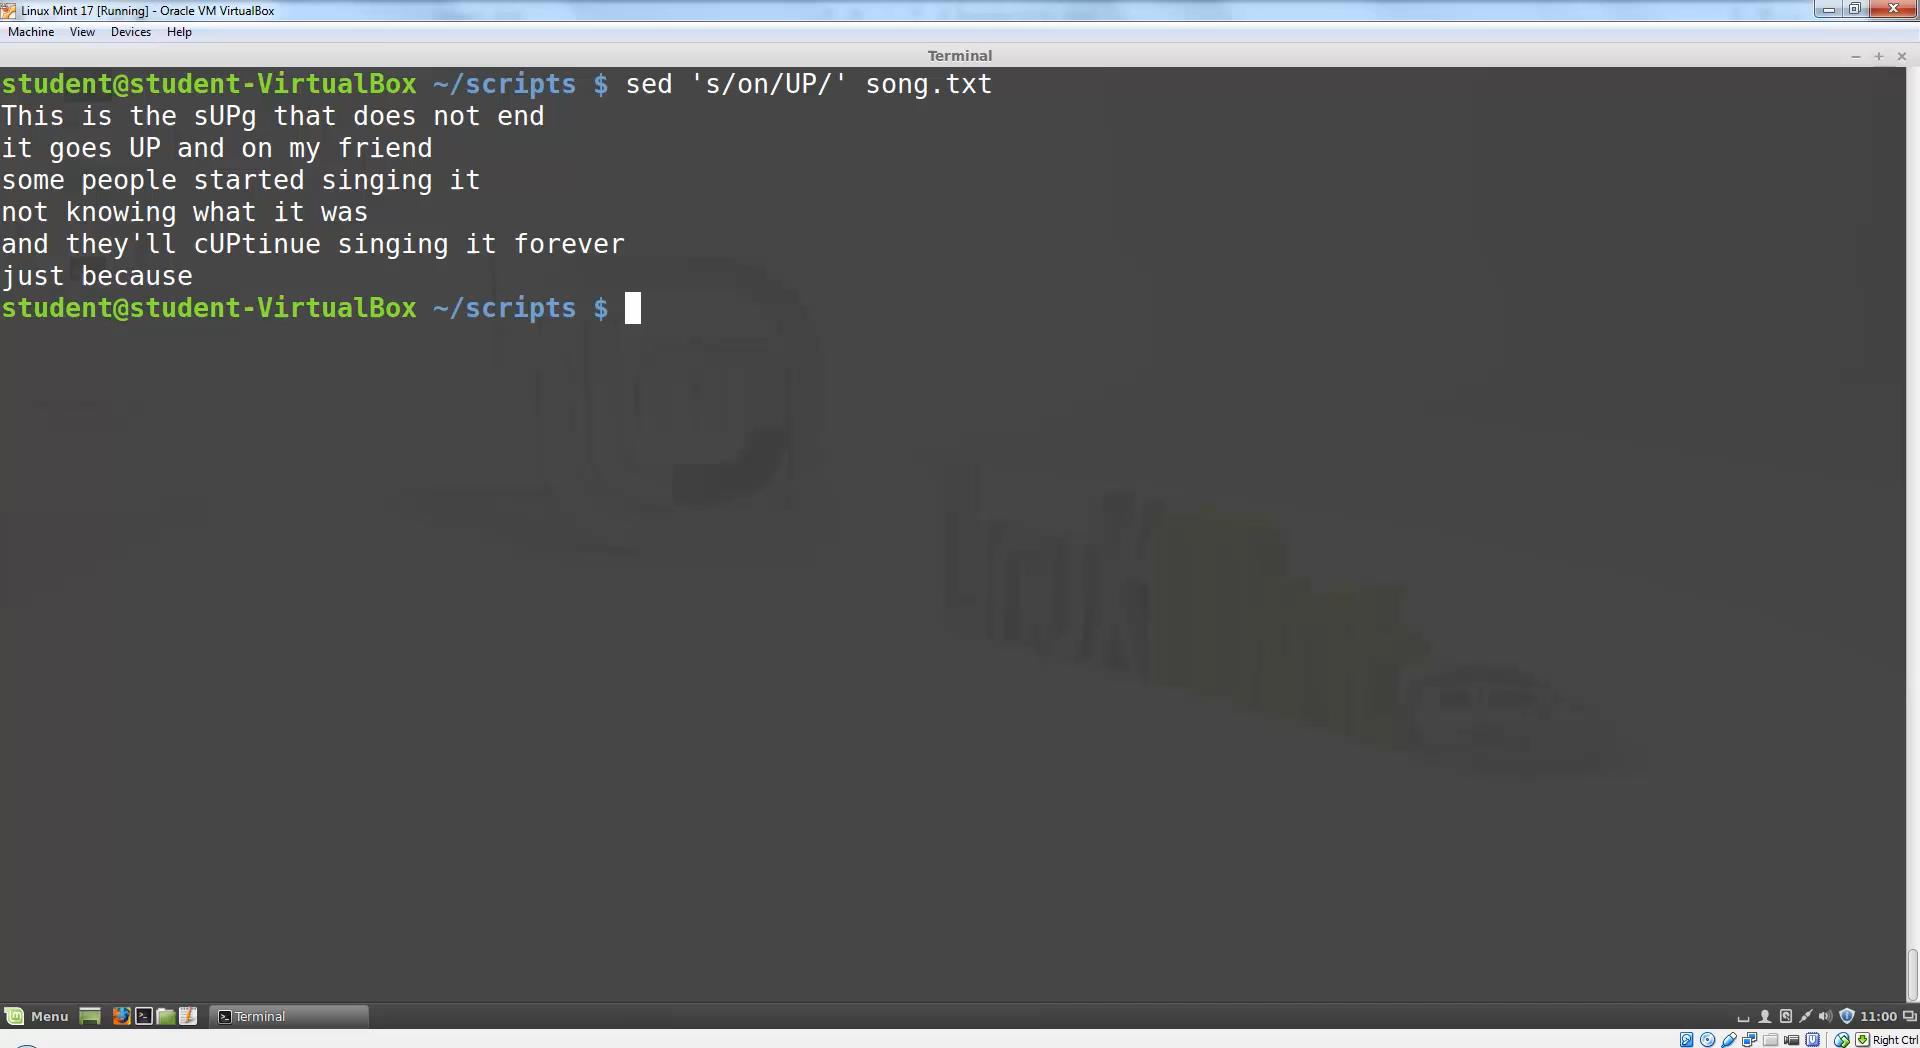 Linux Mint 17 [Running] - Oracle VM VirtualBox
Machine View Devices Help
Terminal
student@student-VirtualBox ~/scripts $ sed 's/on/UP/' song.txt
This is the sUPg that does not end
it goes UP and on my friend
some people started singing it
not knowing what it was
and they'll cUPtinue singing it forever
just because
student@student-VirtualBox ~/scripts $
Menu Terminal 11:00
Right Ctrl